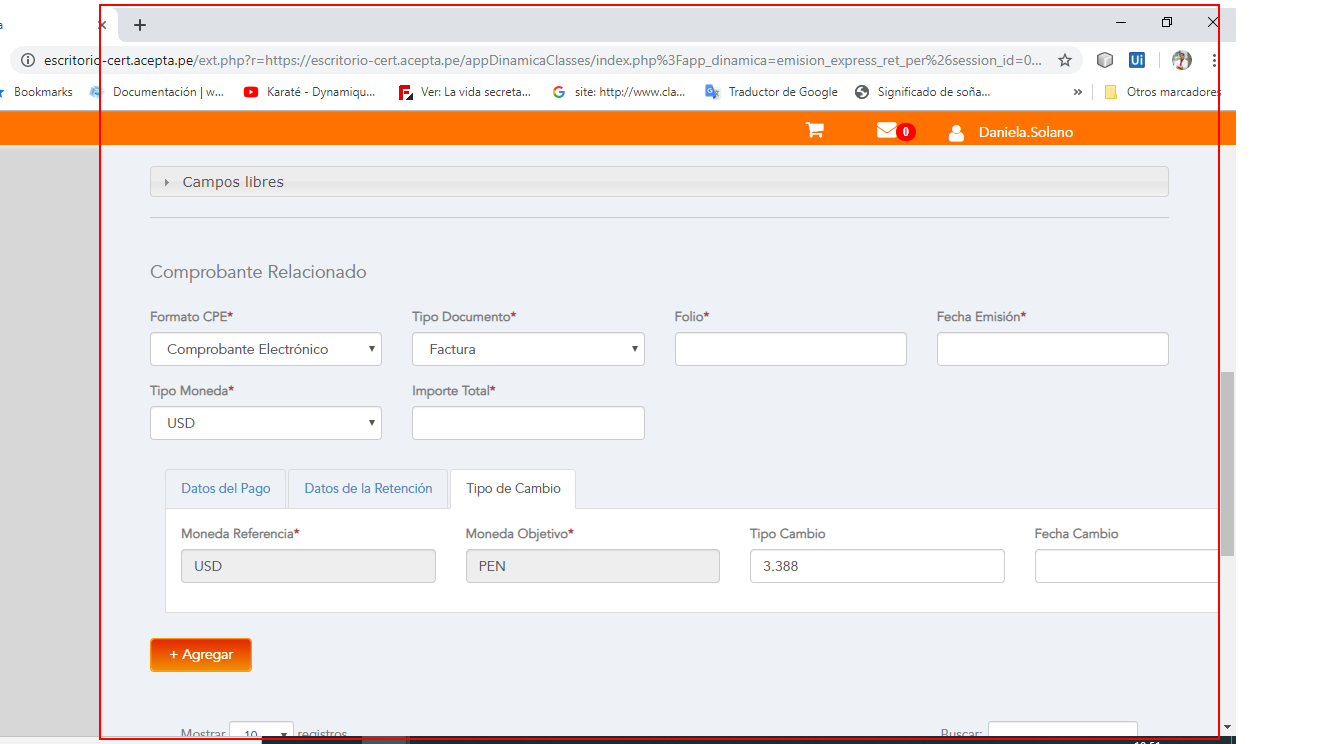 a × +
escritorio-cert.acepta.pe/ext.php?r=https://escritorio-cert.acepta.pe/appDinamicaClasses/index.php%3Fapp_dinamica=emision_express_ret_per%26session_id=0...
Bookmarks Documentación | w... Karaté - Dynamiqu... Ver: La vida secreta... site: http://www.cla... Traductor de Google Significado de soña... » Otros marcadores
0 Daniela.Solano
Campos libres
Comprobante Relacionado
Formato CPE* Tipo Documento* Folio* Fecha Emisión*
Comprobante Electrónico Factura
Tipo Moneda* Importe Total*
USD
Datos del Pago Datos de la Retención Tipo de Cambio
Moneda Referencia* Moneda Objetivo* Tipo Cambio Fecha Cambio
USD PEN 3.388
+ Agregar
Mostrar 10 registros Buscar: